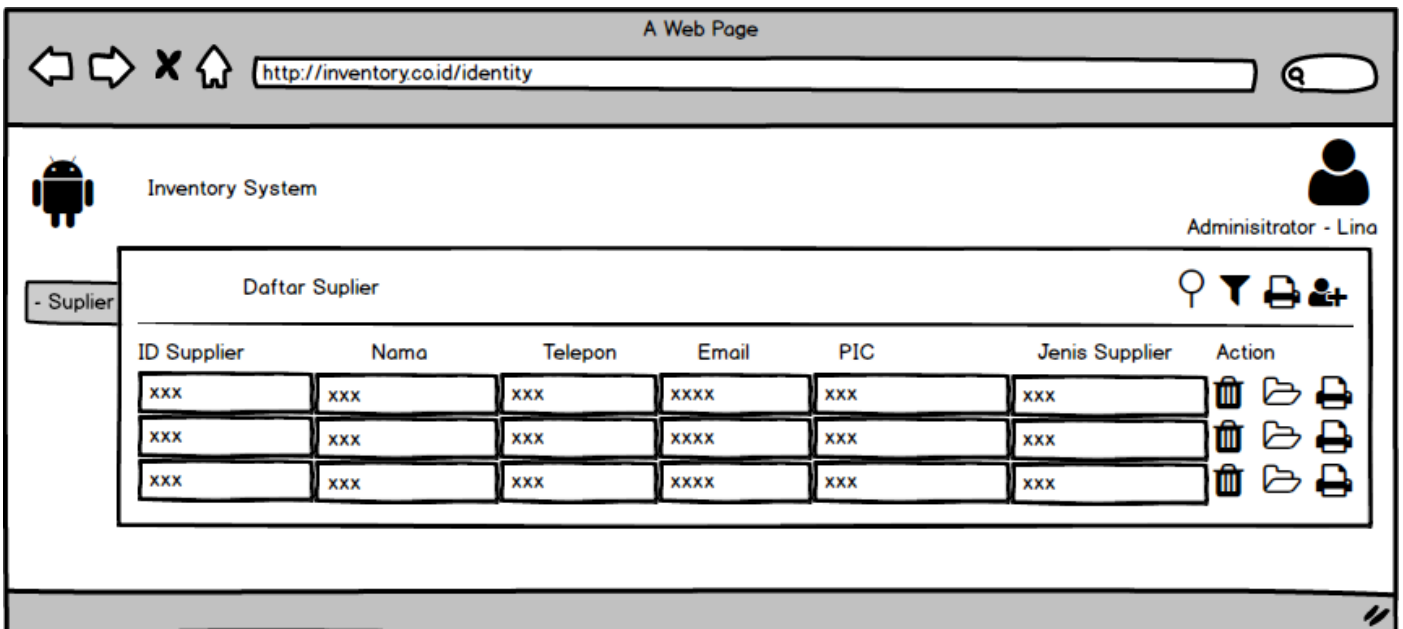 A Web Page
http://inventory.co.id/identity
Inventory System
Adminisitrator - Lina
- Suplier
Daftar Suplier
ID Supplier Nama Telepon Email PIC Jenis Supplier Action
xxx xxx xxx xxxx xxx xxx
xxx xxx xxx xxxx xxx xxx
xxx xxx xxx xxxx xxx xxx